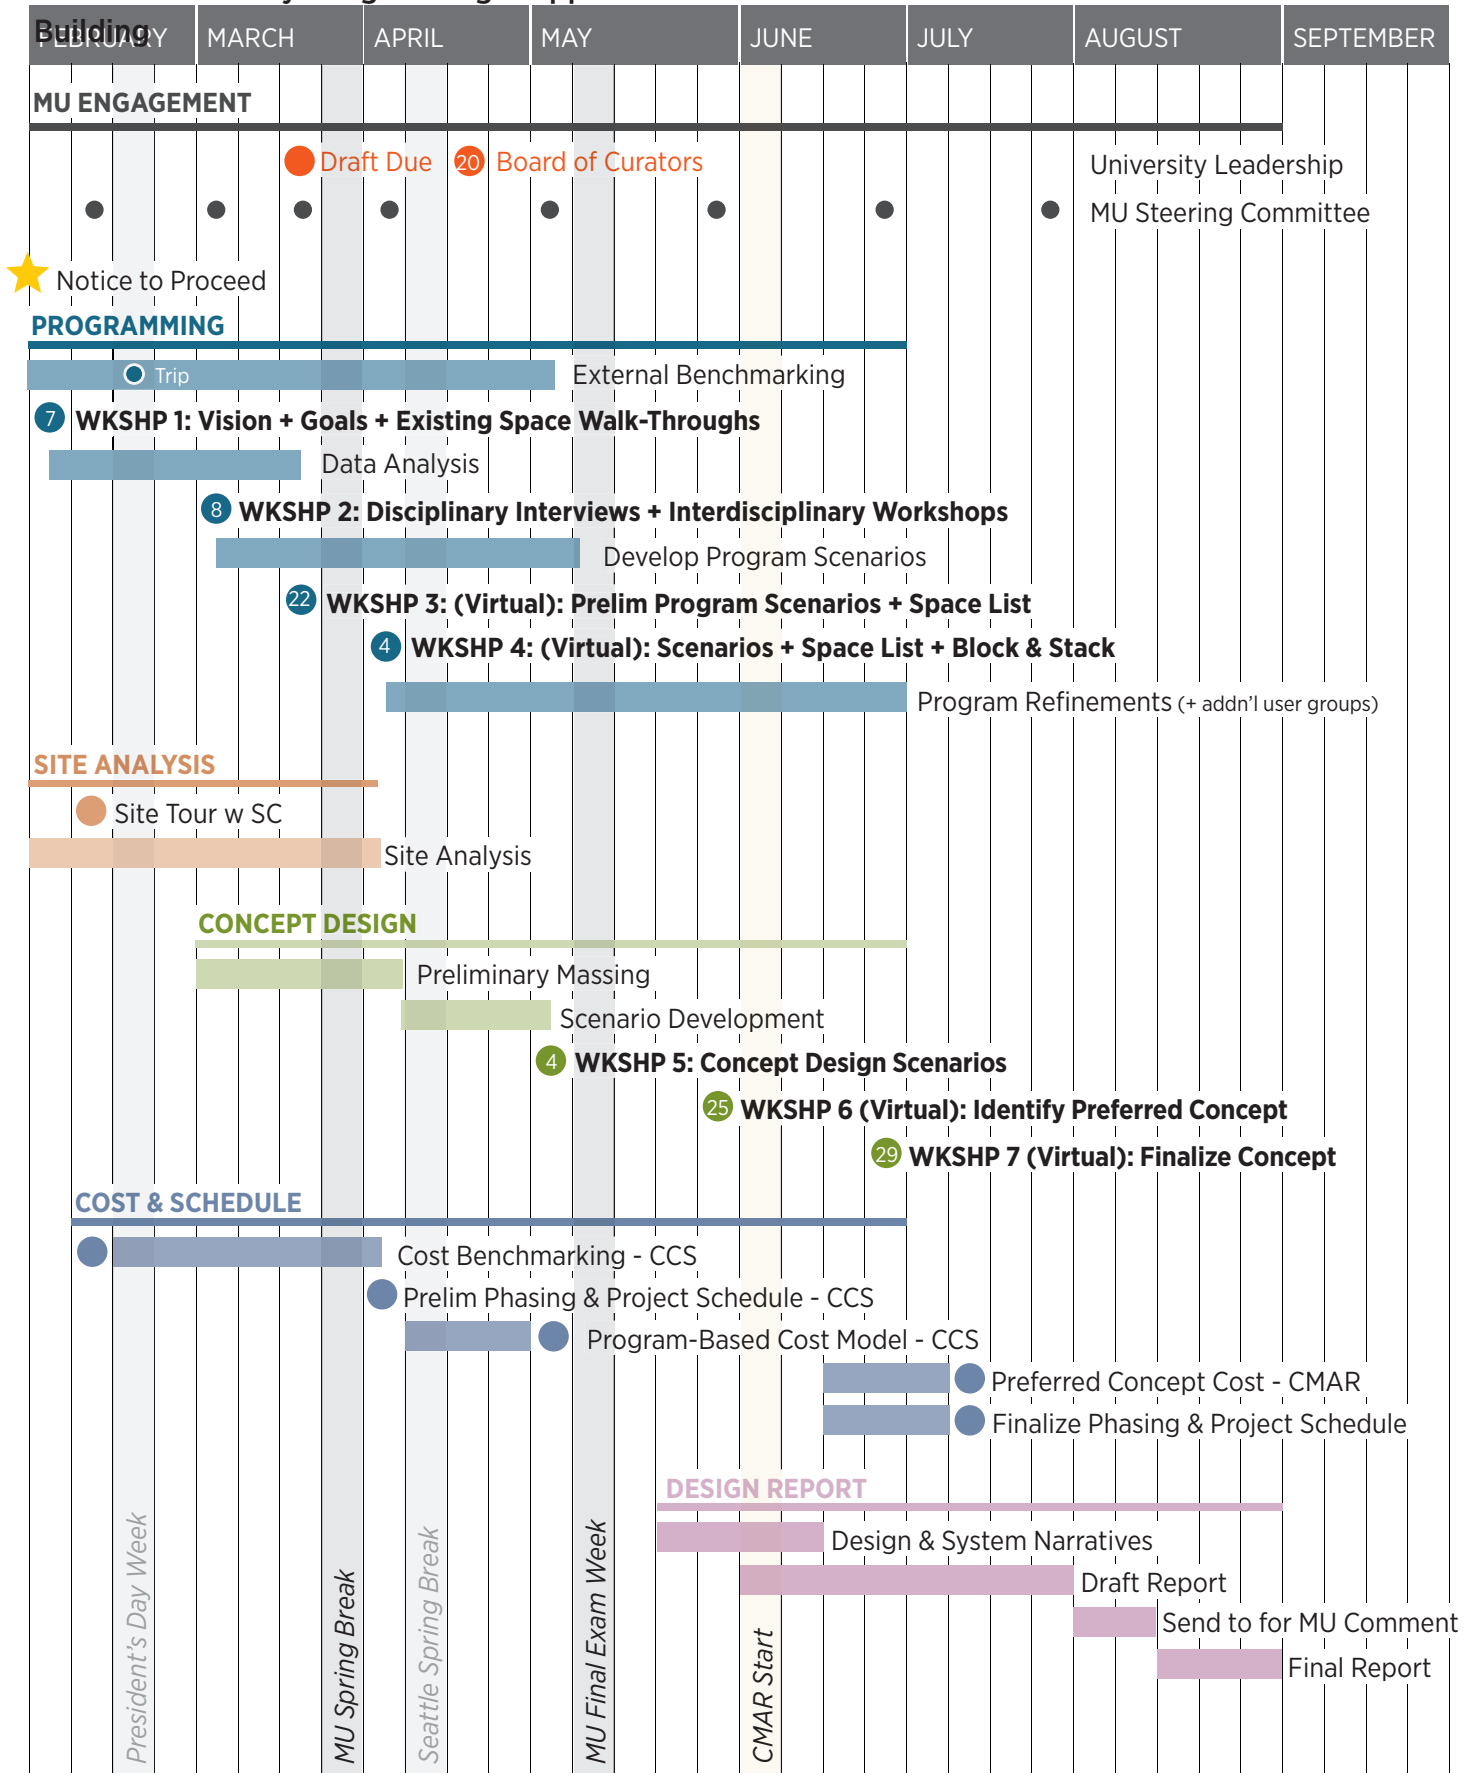 Building
FEBRUARY MARCH APRIL MAY JUNE JULY AUGUST SEPTEMBER
MU ENGAGEMENT
Draft Due 20 Board of Curators University Leadership
MU Steering Committee
Notice to Proceed
PROGRAMMING
Trip External Benchmarking
7 WKSHP 1: Vision + Goals + Existing Space Walk-Throughs
Data Analysis
8 WKSHP 2: Disciplinary Interviews + Interdisciplinary Workshops
Develop Program Scenarios
22 WKSHP 3: (Virtual): Prelim Program Scenarios + Space List
4 WKSHP 4: (Virtual): Scenarios + Space List + Block & Stack
Program Refinements (+ addn'l user groups)
SITE ANALYSIS
Site Tour w SC
Site Analysis
CONCEPT DESIGN
Preliminary Massing
Scenario Development
4 WKSHP 5: Concept Design Scenarios
25 WKSHP 6 (Virtual): Identify Preferred Concept
29 WKSHP 7 (Virtual): Finalize Concept
COST & SCHEDULE
Cost Benchmarking - CCS
Prelim Phasing & Project Schedule - CCS
Program-Based Cost Model - CCS
Preferred Concept Cost - CMAR
Finalize Phasing & Project Schedule
DESIGN REPORT
Design & System Narratives
Draft Report
Send to for MU Comment
Final Report
President's Day Week
MU Spring Break
Seattle Spring Break
MU Final Exam Week
CMAR Start